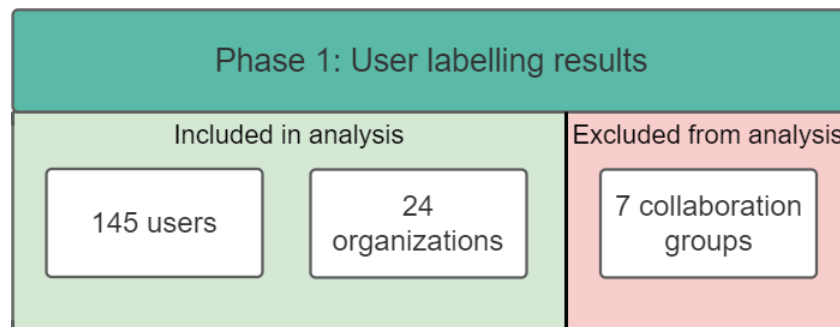 Phase 1: User labelling results
Included in analysis
Excluded from analysis
145 users
24
organizations
7 collaboration
groups